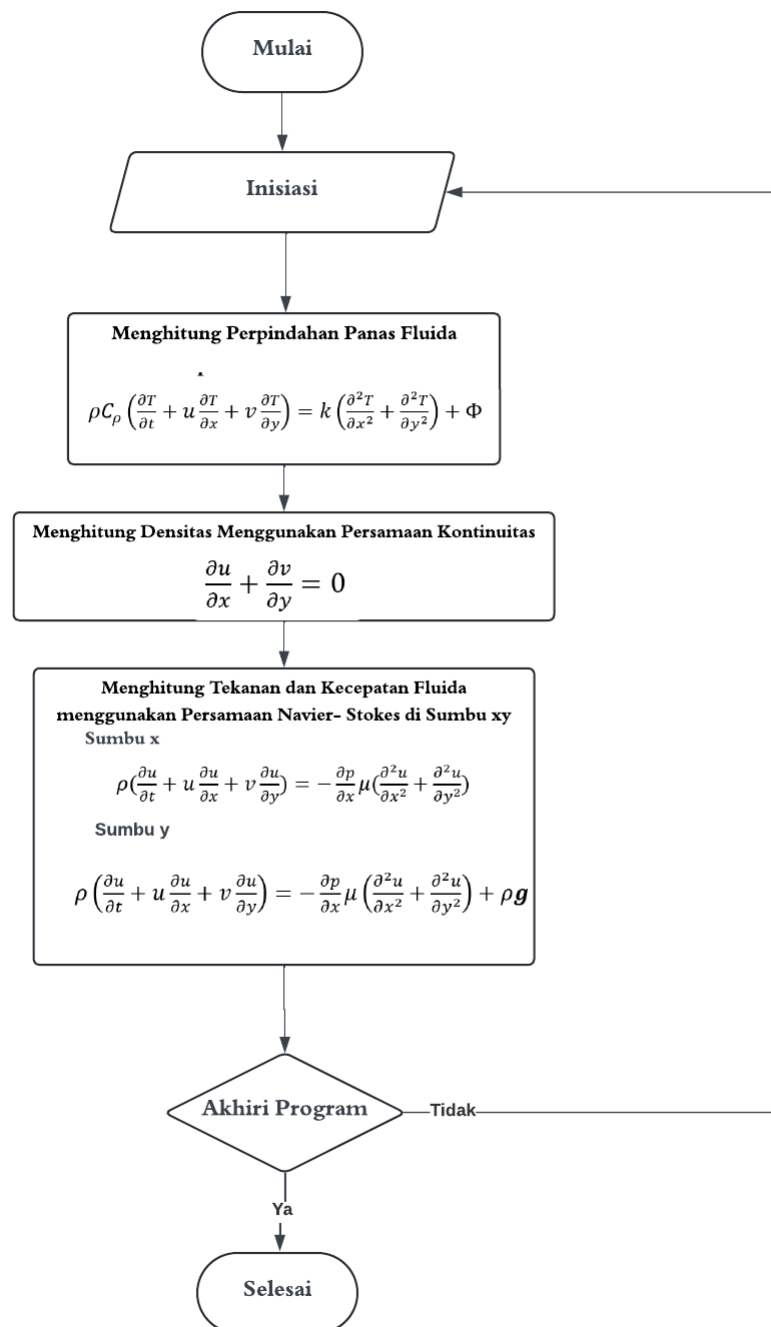 Mulai
Inisiasi
Menghitung Perpindahan Panas Fluida
.
ρCᵨ (∂T/∂t + u ∂T/∂x + v ∂T/∂y) = k (∂²T/∂x² + ∂²T/∂y²) + Φ
Menghitung Densitas Menggunakan Persamaan Kontinuitas
∂u/∂x + ∂v/∂y = 0
Menghitung Tekanan dan Kecepatan Fluida
menggunakan Persamaan Navier- Stokes di Sumbu xy
Sumbu x
ρ(∂u/∂t + u ∂u/∂x + v ∂u/∂y) = − ∂p/∂x μ(∂²u/∂x² + ∂²u/∂y²)
Sumbu y
ρ (∂u/∂t + u ∂u/∂x + v ∂u/∂y) = − ∂p/∂x μ (∂²u/∂x² + ∂²u/∂y²) + ρg
Akhiri Program
Tidak
Ya
Selesai